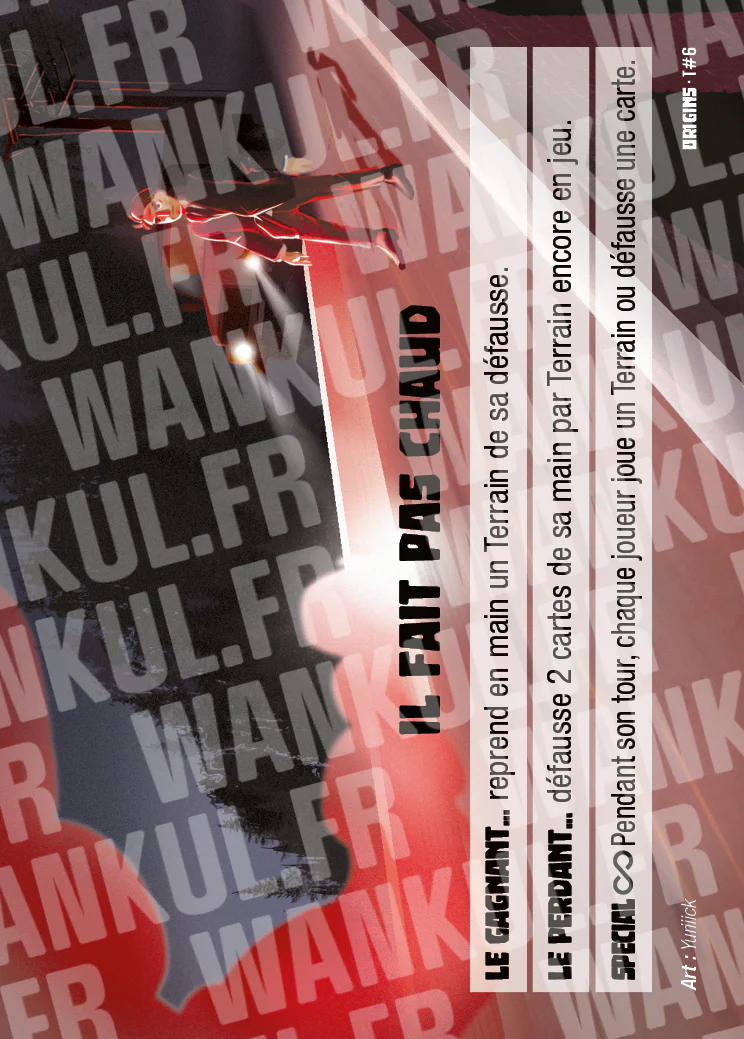 IL FAIT PAS CHAUD
LE GAGNANT... reprend en main un Terrain de sa défausse.
LE PERDANT... défausse 2 cartes de sa main par Terrain encore en jeu.
SPECIAL ∞ Pendant son tour, chaque joueur joue un Terrain ou défausse une carte.
Art : Yuriiick
ORIGINS · T#6
WANKUL.FR